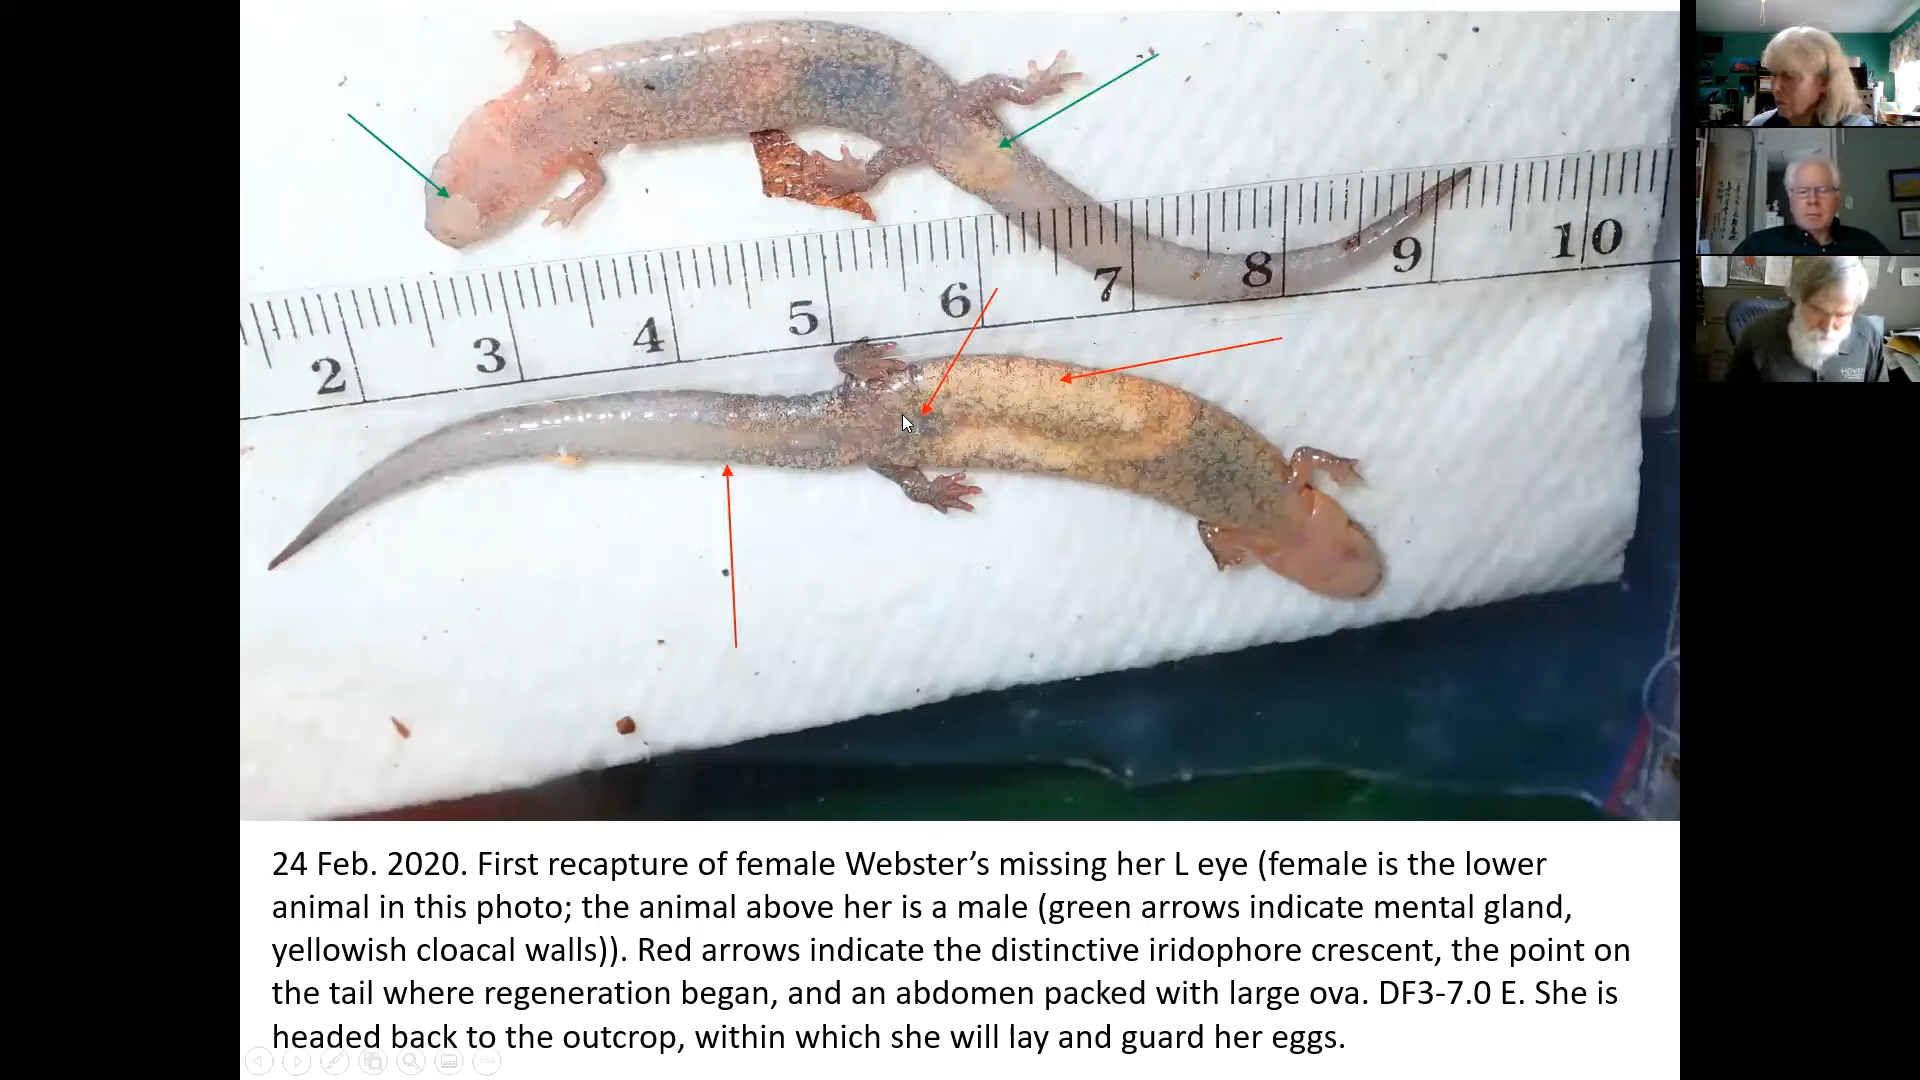 2 3 4 5 6 7 8 9 10
24 Feb. 2020. First recapture of female Webster’s missing her L eye (female is the lower
animal in this photo; the animal above her is a male (green arrows indicate mental gland,
yellowish cloacal walls)). Red arrows indicate the distinctive iridophore crescent, the point on
the tail where regeneration began, and an abdomen packed with large ova. DF3-7.0 E. She is
headed back to the outcrop, within which she will lay and guard her eggs.